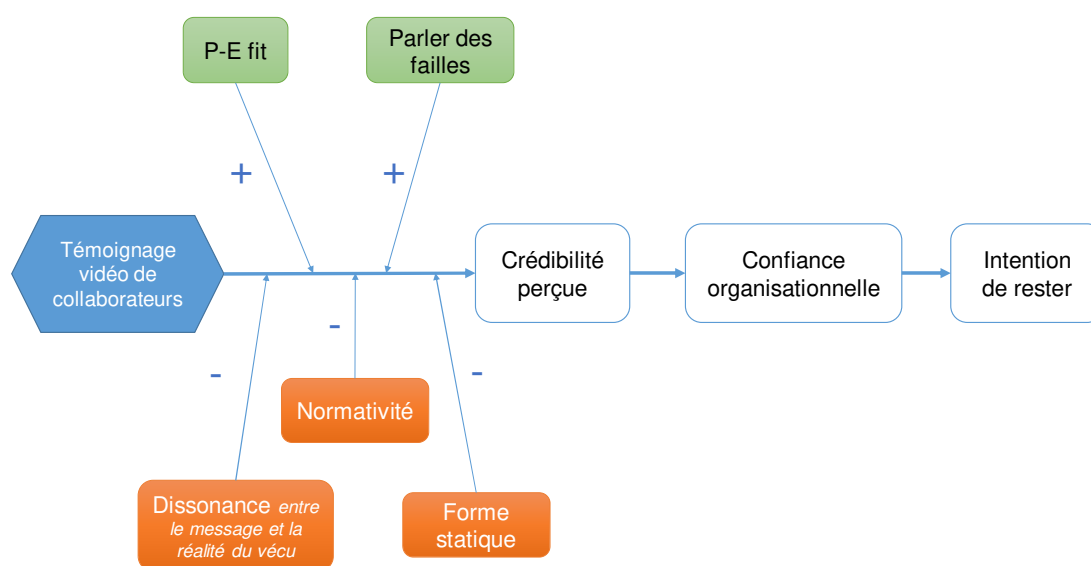 P-E fit
Parler des
failles
+
+
Témoignage
vidéo de
collaborateurs
Crédibilité
perçue
Confiance
organisationnelle
Intention
de rester
-
-
-
Normativité
Dissonance entre
le message et la
réalité du vécu
Forme
statique